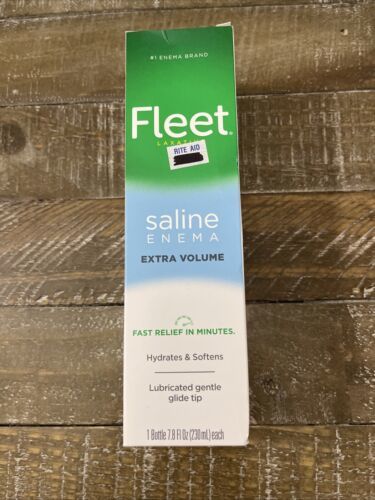 #1 ENEMA BRAND
Fleet®
RITE AID
saline
ENEMA
EXTRA VOLUME
FAST RELIEF IN MINUTES.
Hydrates & Softens
Lubricated gentle
glide tip
1 Bottle 7.8 Fl Oz (230 mL) each